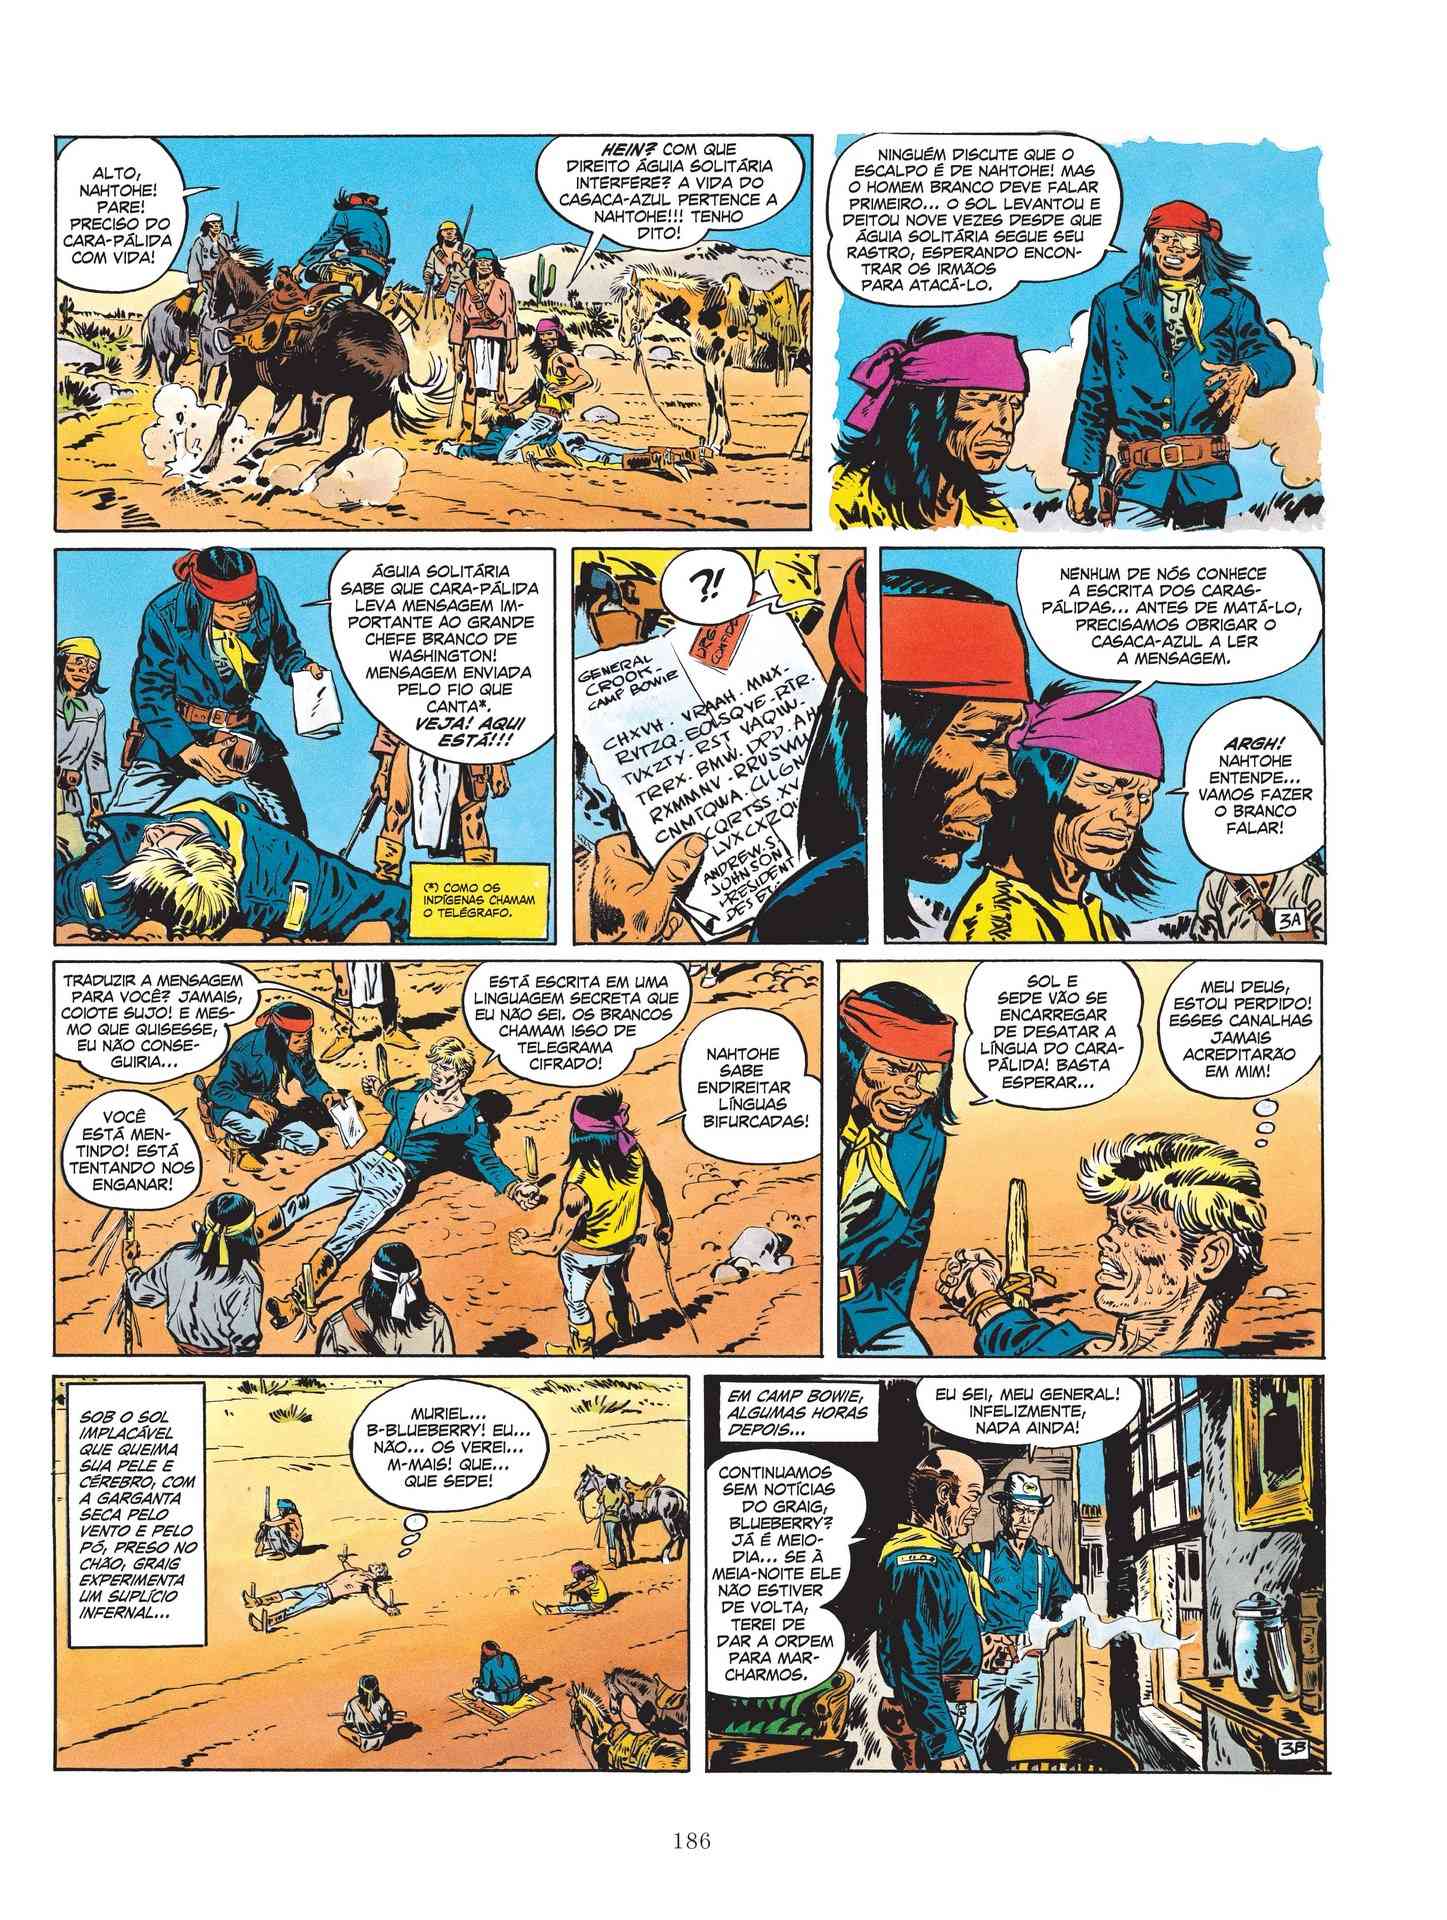 ALTO,
NAHTOHE!
PARE!
PRECISO DO
CARA-PÁLIDA
COM VIDA!
HEIN? COM QUE
DIREITO ÁGUIA SOLITÁRIA
INTERFERE? A VIDA DO
CASACA-AZUL PERTENCE A
NAHTOHE!!! TENHO
DITO!
NINGUÉM DISCUTE QUE O
ESCALPO É DE NAHTOHE! MAS
O HOMEM BRANCO DEVE FALAR
PRIMEIRO... O SOL LEVANTOU E
DEITOU NOVE VEZES DESDE QUE
ÁGUIA SOLITÁRIA SEGUE SEU
RASTRO, ESPERANDO ENCON-
TRAR OS IRMÃOS
PARA ATACÁ-LO.
ÁGUIA SOLITÁRIA
SABE QUE CARA-PÁLIDA
LEVA MENSAGEM IM-
PORTANTE AO GRANDE
CHEFE BRANCO DE
WASHINGTON!
MENSAGEM ENVIADA
PELO FIO QUE
CANTA*.
VEJA! AQUI
ESTÁ!!!
(*) COMO OS
INDÍGENAS CHAMAM
O TELÉGRAFO.
?!
GENERAL
CROOK-
CAMP BOWIE
CHXVH. VRAAH. MNX-
RVTZQ. EOLSQYE. RTR.
TVXZTY. RST VAQIW.
TRRX. BMW. DPD. AH
RXMMNV. RRUSWU
CNMTQWA. CULGN
CQRTSS. XV
LVXCXRQU
ANDREW.S
JOHNSON
PRESIDENT
DES
NENHUM DE NÓS CONHECE
A ESCRITA DOS CARAS-
PÁLIDAS... ANTES DE MATÁ-LO,
PRECISAMOS OBRIGAR O
CASACA-AZUL A LER
A MENSAGEM.
ARGH!
NAHTOHE
ENTENDE...
VAMOS FAZER
O BRANCO
FALAR!
3A
TRADUZIR A MENSAGEM
PARA VOCÊ? JAMAIS,
COIOTE SUJO! E MES-
MO QUE QUISESSE,
EU NÃO CONSE-
GUIRIA...
ESTÁ ESCRITA EM UMA
LINGUAGEM SECRETA QUE
EU NÃO SEI. OS BRANCOS
CHAMAM ISSO DE
TELEGRAMA
CIFRADO!
VOCÊ
ESTÁ MEN-
TINDO! ESTÁ
TENTANDO NOS
ENGANAR!
NAHTOHE
SABE
ENDIREITAR
LÍNGUAS
BIFURCADAS!
SOL E
SEDE VÃO SE
ENCARREGAR
DE DESATAR A
LÍNGUA DO CARA-
PÁLIDA! BASTA
ESPERAR...
MEU DEUS,
ESTOU PERDIDO!
ESSES CANALHAS
JAMAIS
ACREDITARÃO
EM MIM!
SOB O SOL
IMPLACÁVEL
QUE QUEIMA
SUA PELE E
CÉREBRO, COM
A GARGANTA
SECA PELO
VENTO E PELO
PÓ, PRESO NO
CHÃO, GRAIG
EXPERIMENTA
UM SUPLÍCIO
INFERNAL...
MURIEL...
B-BLUEBERRY! EU...
NÃO... OS VEREI...
M-MAIS! QUE...
QUE SEDE!
EM CAMP BOWIE,
ALGUMAS HORAS
DEPOIS...
EU SEI, MEU GENERAL!
INFELIZMENTE,
NADA AINDA!
CONTINUAMOS
SEM NOTÍCIAS
DO GRAIG,
BLUEBERRY?
JÁ É MEIO-
DIA... SE À
MEIA-NOITE ELE
NÃO ESTIVER
DE VOLTA,
TEREI DE
DAR A ORDEM
PARA MAR-
CHARMOS.
3B
186